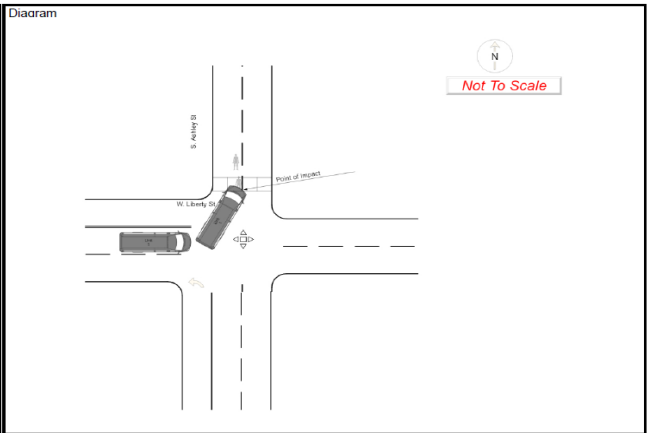 Diagram
N
Not To Scale
S. Ashley St.
Point of Impact
W. Liberty St.